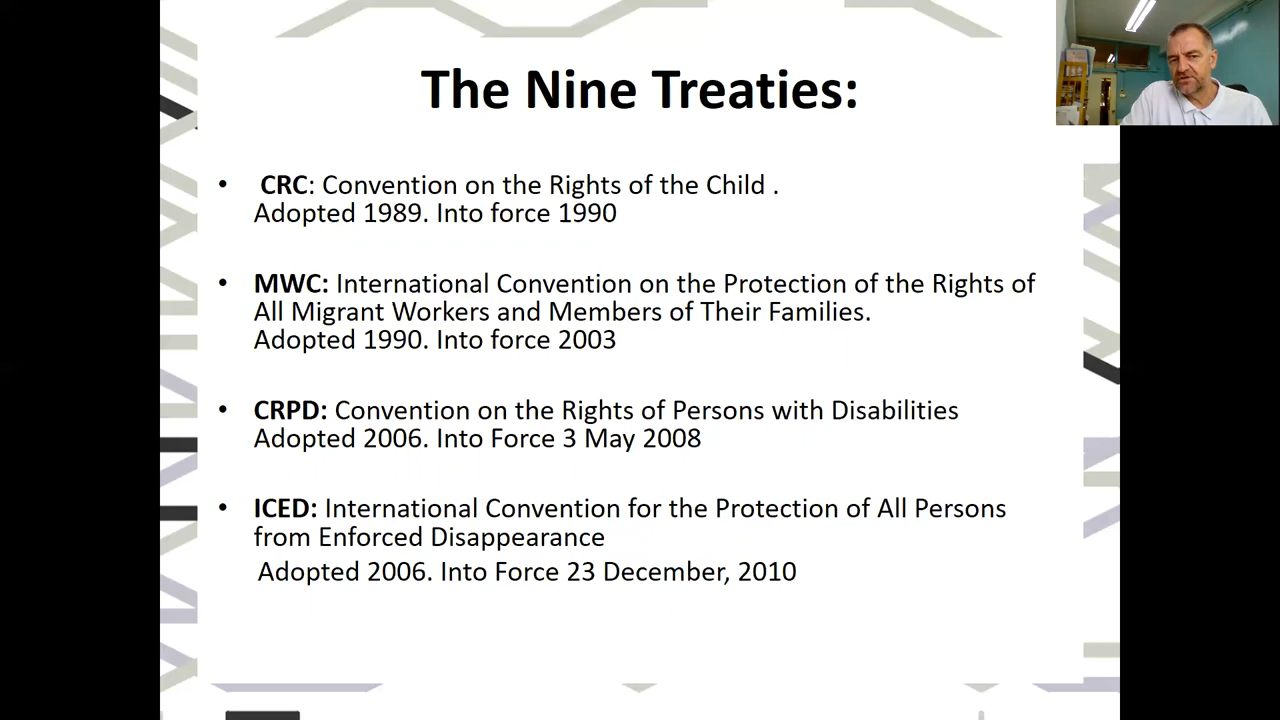 The Nine Treaties:
• CRC: Convention on the Rights of the Child .
Adopted 1989. Into force 1990
• MWC: International Convention on the Protection of the Rights of
All Migrant Workers and Members of Their Families.
Adopted 1990. Into force 2003
• CRPD: Convention on the Rights of Persons with Disabilities
Adopted 2006. Into Force 3 May 2008
• ICED: International Convention for the Protection of All Persons
from Enforced Disappearance
Adopted 2006. Into Force 23 December, 2010